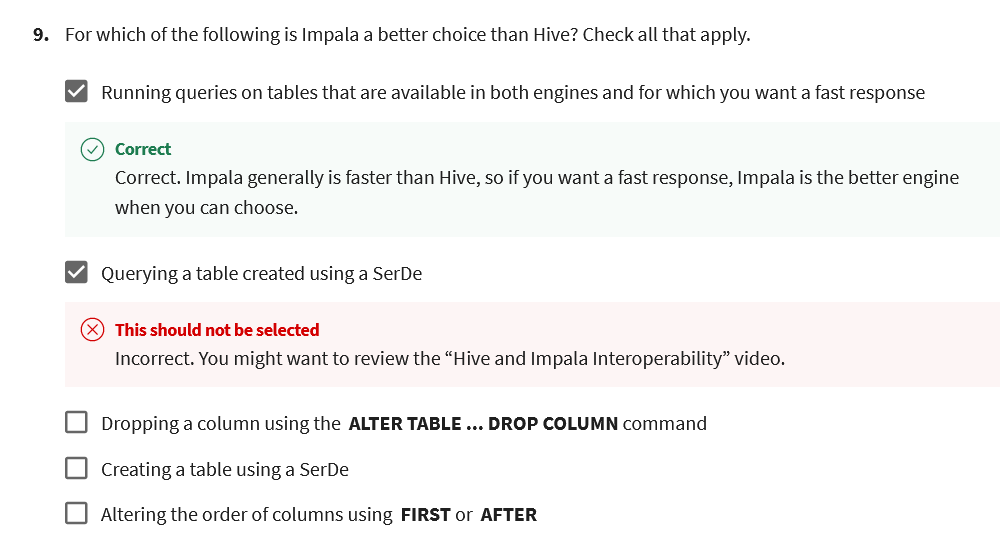 9. For which of the following is Impala a better choice than Hive? Check all that apply.
Running queries on tables that are available in both engines and for which you want a fast response
Correct
Correct. Impala generally is faster than Hive, so if you want a fast response, Impala is the better engine
when you can choose.
Querying a table created using a SerDe
This should not be selected
Incorrect. You might want to review the “Hive and Impala Interoperability” video.
Dropping a column using the ALTER TABLE ... DROP COLUMN command
Creating a table using a SerDe
Altering the order of columns using FIRST or AFTER